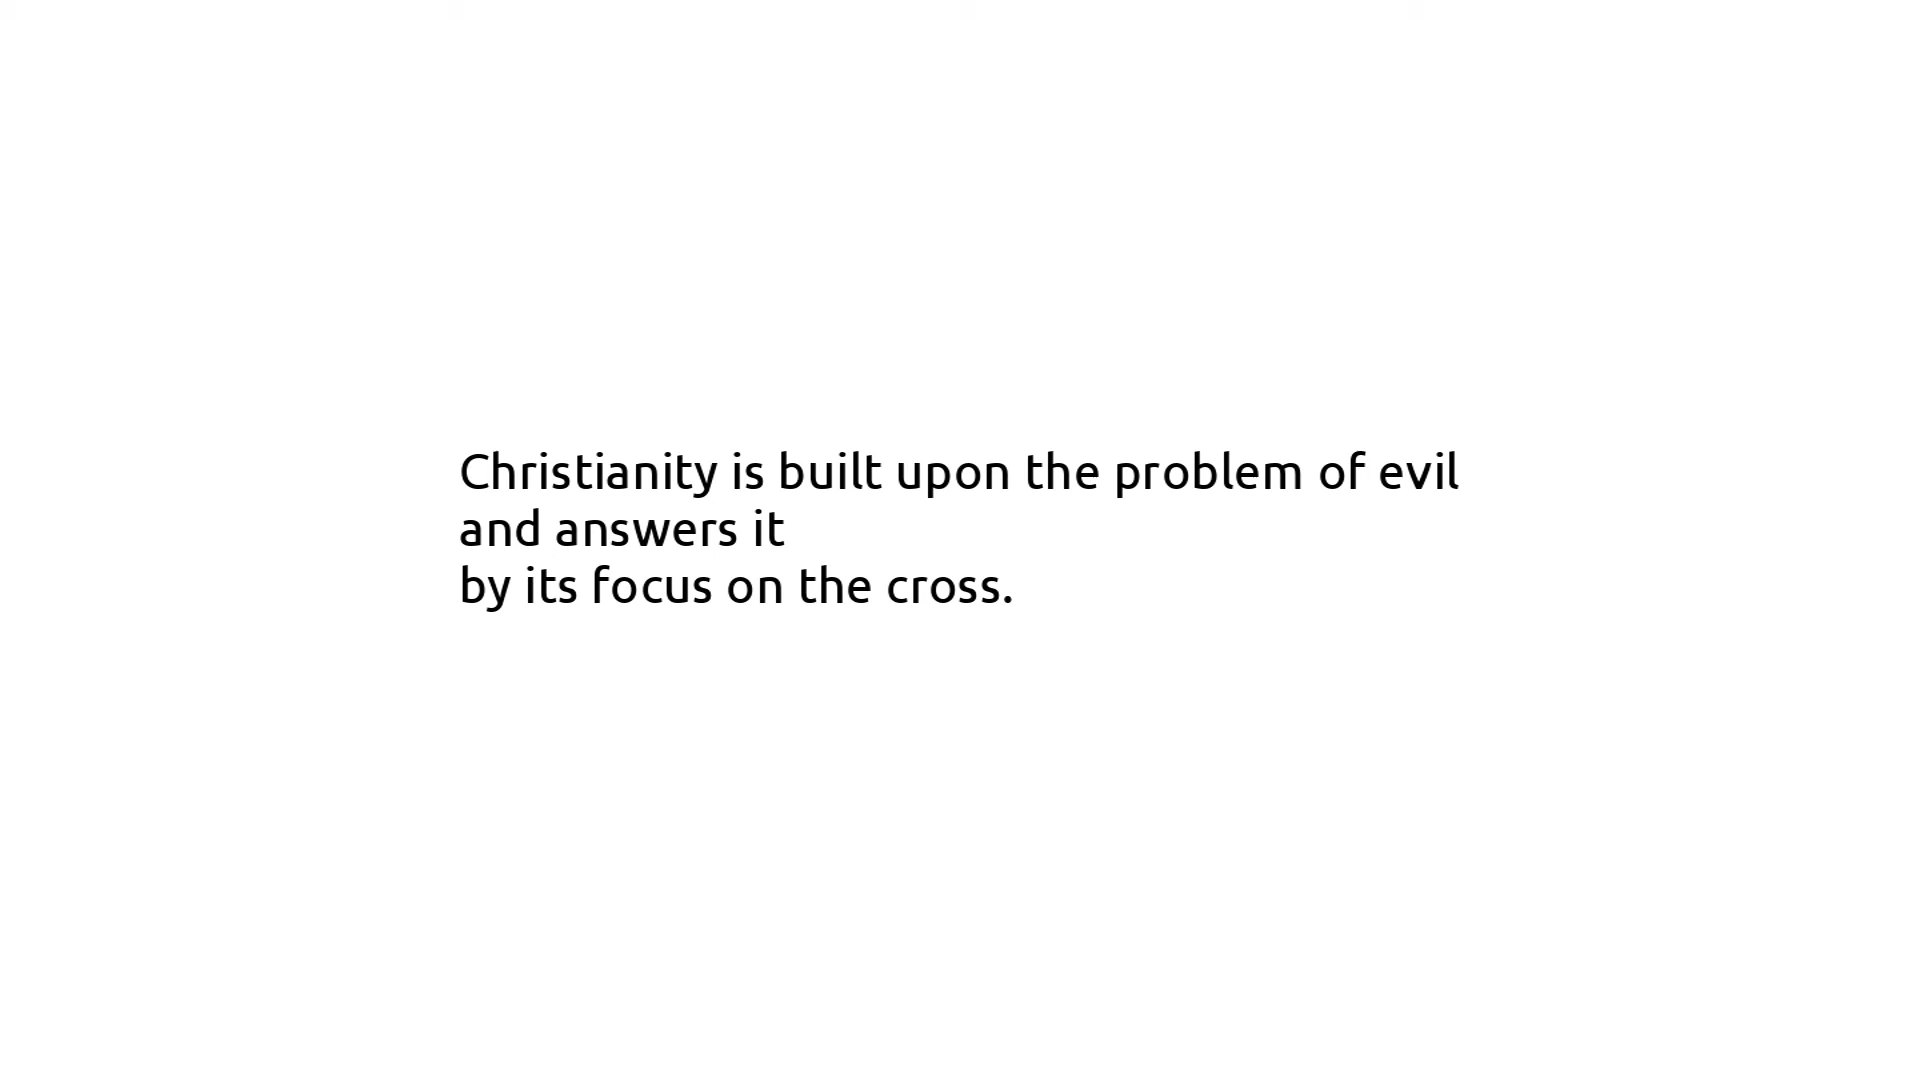 Christianity is built upon the problem of evil
and answers it
by its focus on the cross.